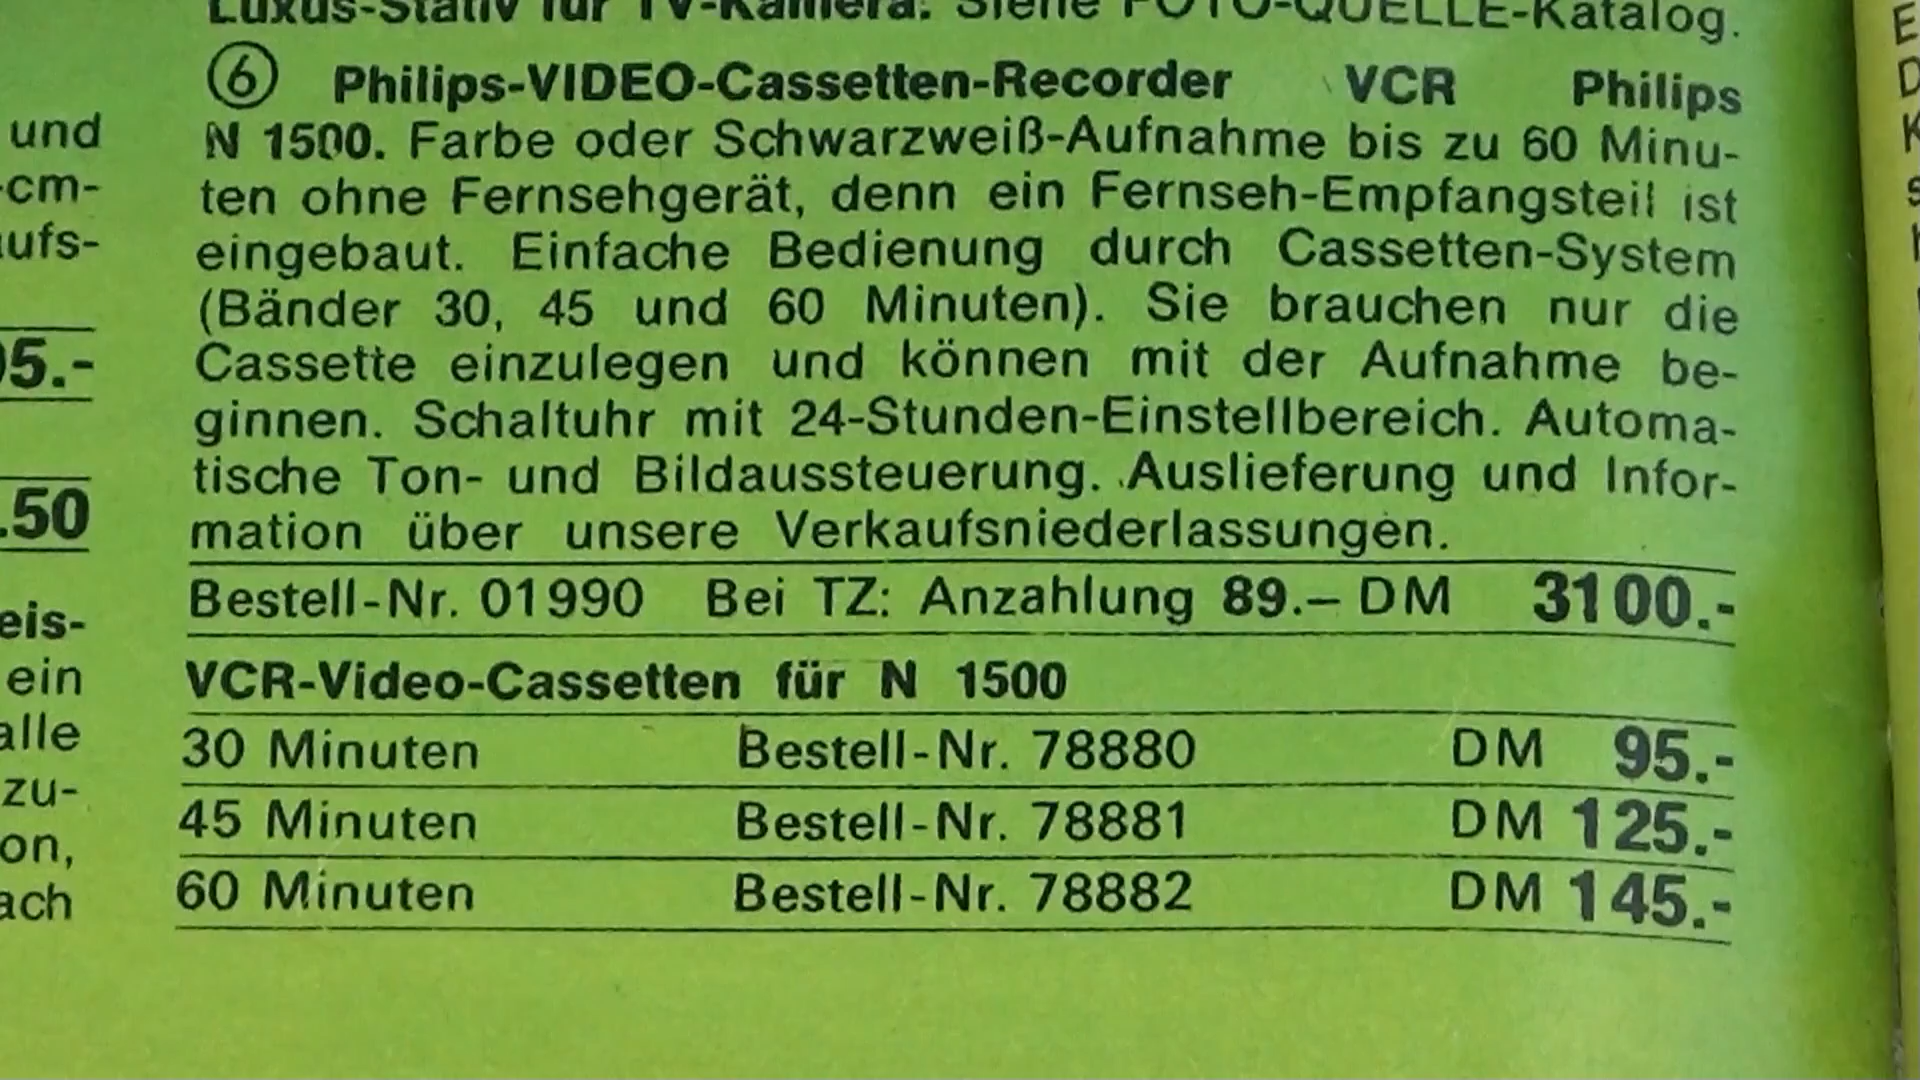 Luxus-Stativ für TV-Kamera. Siehe FOTO-QUELLE-Katalog.
6 Philips-VIDEO-Cassetten-Recorder VCR Philips
N 1500. Farbe oder Schwarzweiß-Aufnahme bis zu 60 Minu-
ten ohne Fernsehgerät, denn ein Fernseh-Empfangsteil ist
eingebaut. Einfache Bedienung durch Cassetten-System
(Bänder 30, 45 und 60 Minuten). Sie brauchen nur die
Cassette einzulegen und können mit der Aufnahme be-
ginnen. Schaltuhr mit 24-Stunden-Einstellbereich. Automa-
tische Ton- und Bildaussteuerung. Auslieferung und Infor-
mation über unsere Verkaufsniederlassungen.
Bestell-Nr. 01990 Bei TZ: Anzahlung 89.– DM 3100.-
VCR-Video-Cassetten für N 1500
30 Minuten Bestell-Nr. 78880 DM 95.-
45 Minuten Bestell-Nr. 78881 DM 125.-
60 Minuten Bestell-Nr. 78882 DM 145.-
und
-cm-
aufs-
95.-
.50
eis-
ein
alle
zu-
on,
ach